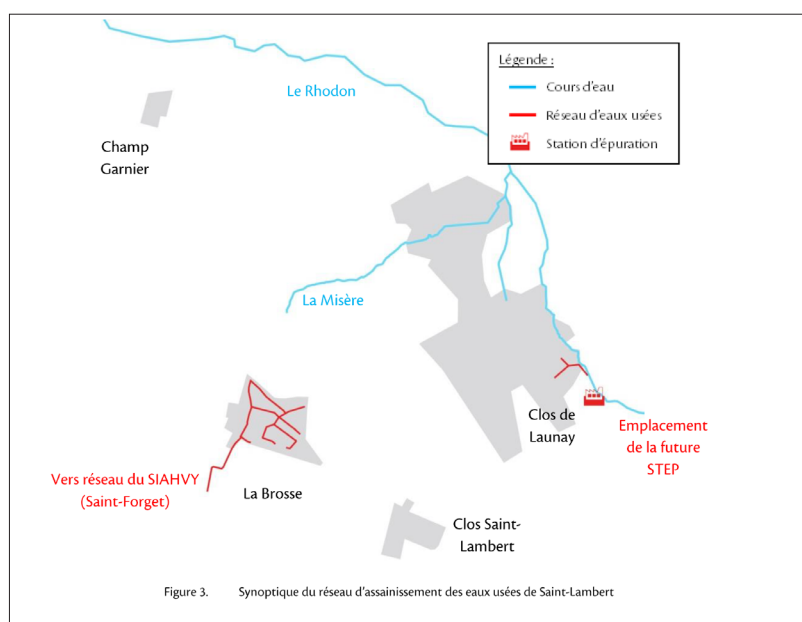 Légende :
Cours d'eau
Réseau d'eaux usées
Station d'épuration
Le Rhodon
Champ
Garnier
La Misère
Clos de
Launay
Emplacement
de la future
STEP
Vers réseau du SIAHVY
(Saint-Forget)
La Brosse
Clos Saint-
Lambert
Figure 3. Synoptique du réseau d'assainissement des eaux usées de Saint-Lambert